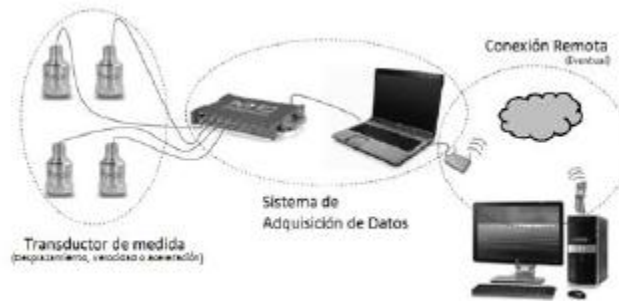 Conexión Remota
(Eventual)
Sistema de
Adquisición de Datos
Transductor de medida
(Desplazamiento, velocidad o aceleración)